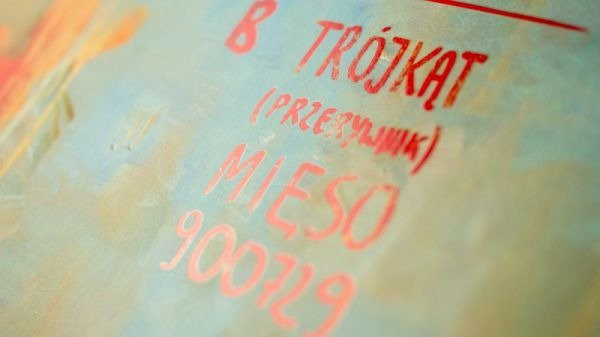 B TRÓJKĄT
(PRZERYWNIK)
MIĘSO
900729